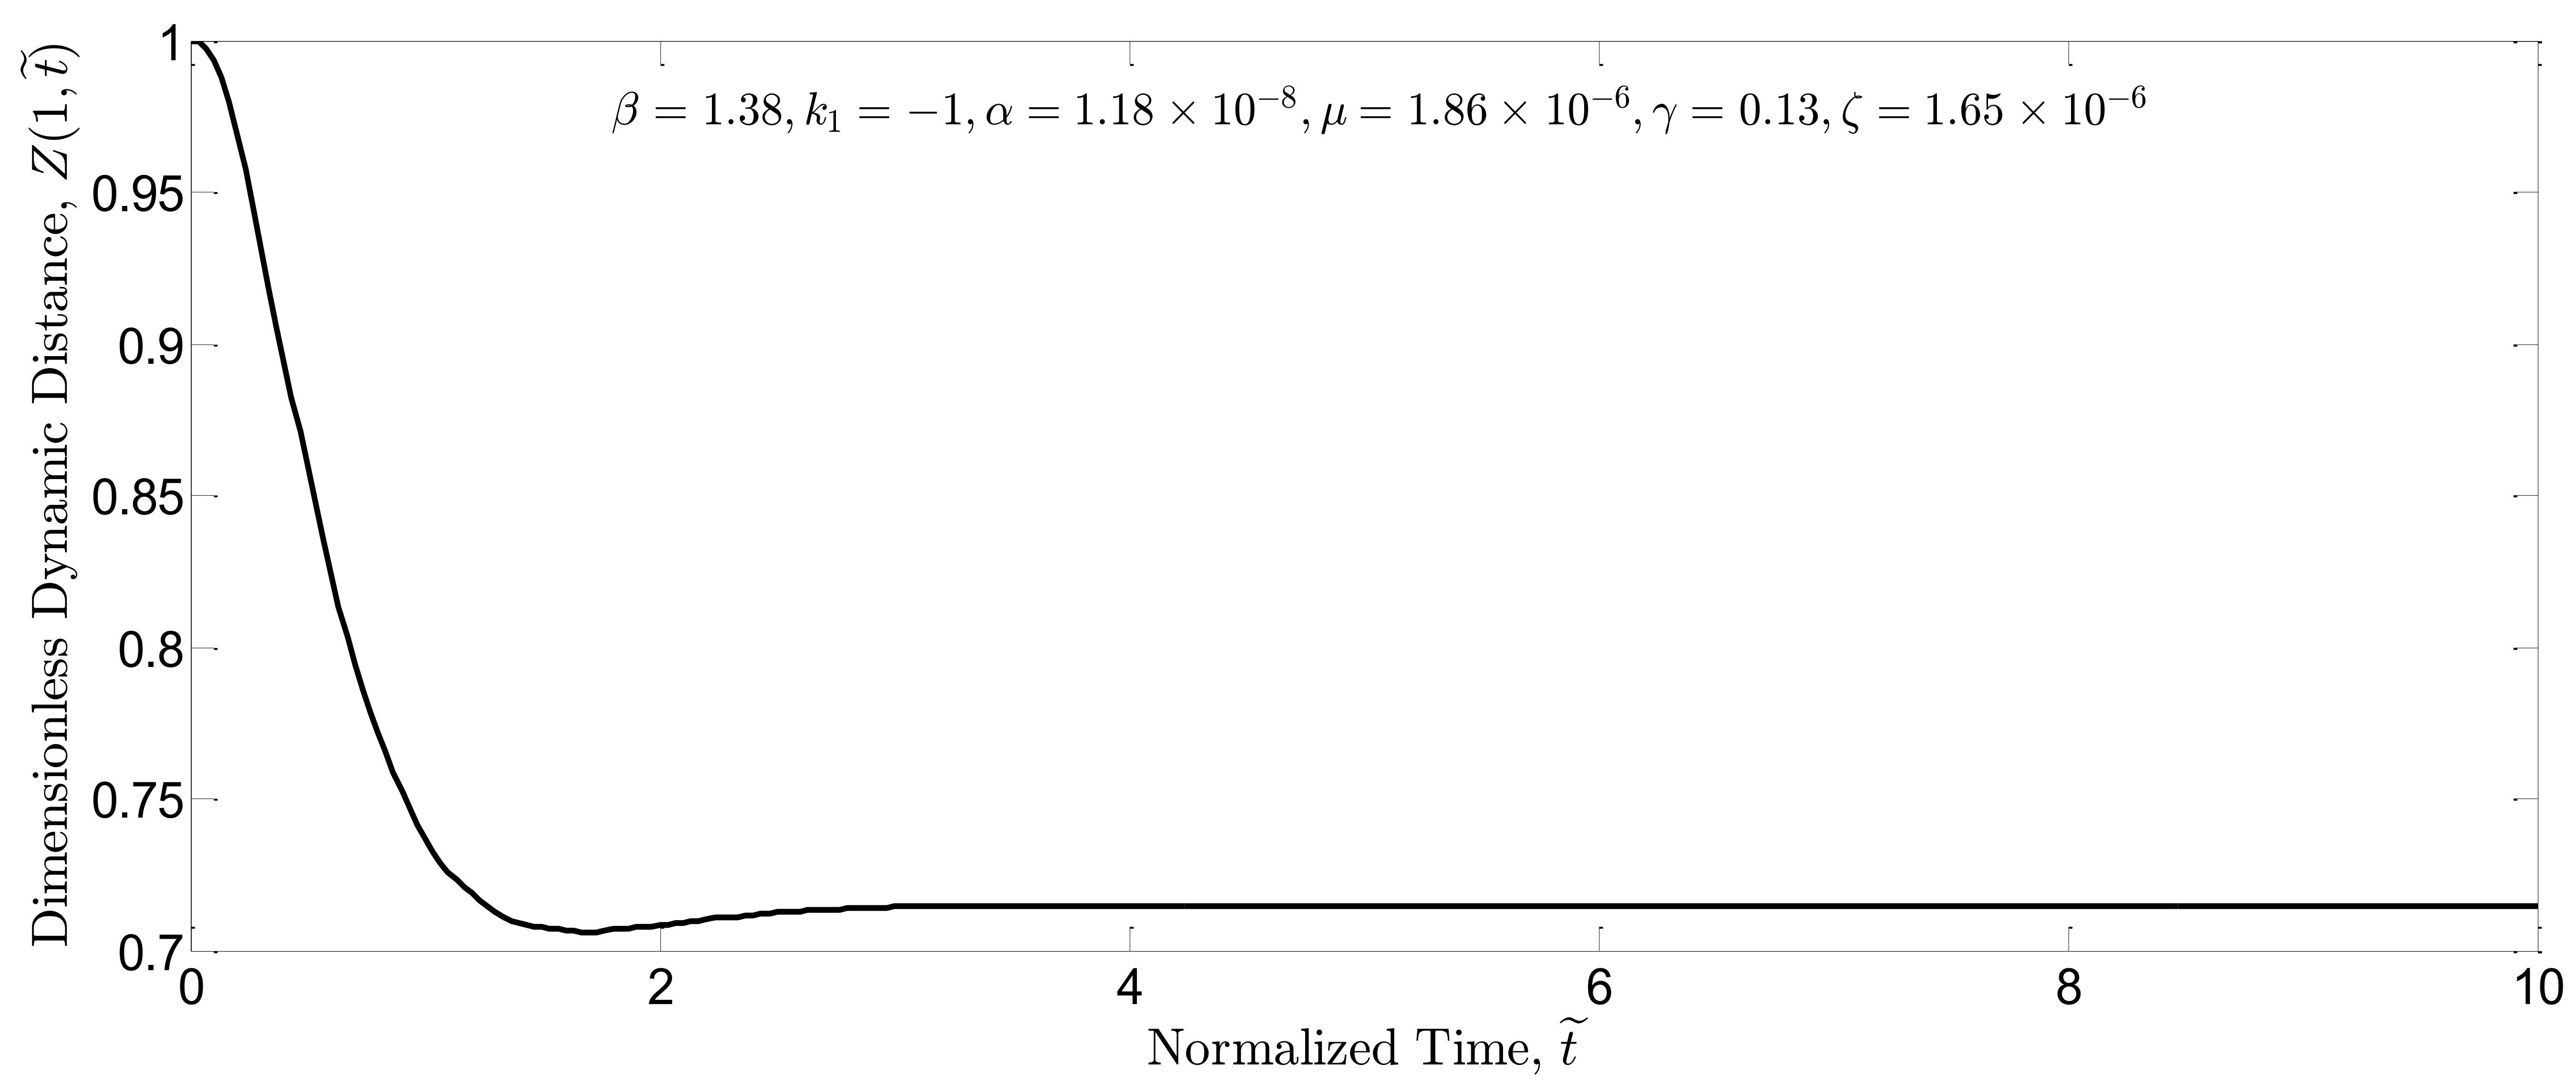 Dimensionless Dynamic Distance, Z(1,t̃)
1
0.95
0.9
0.85
0.8
0.75
0.7
β = 1.38, k₁ = −1, α = 1.18 × 10⁻⁸, μ = 1.86 × 10⁻⁶, γ = 0.13, ζ = 1.65 × 10⁻⁶
0 2 4 6 8 10
Normalized Time, t̃